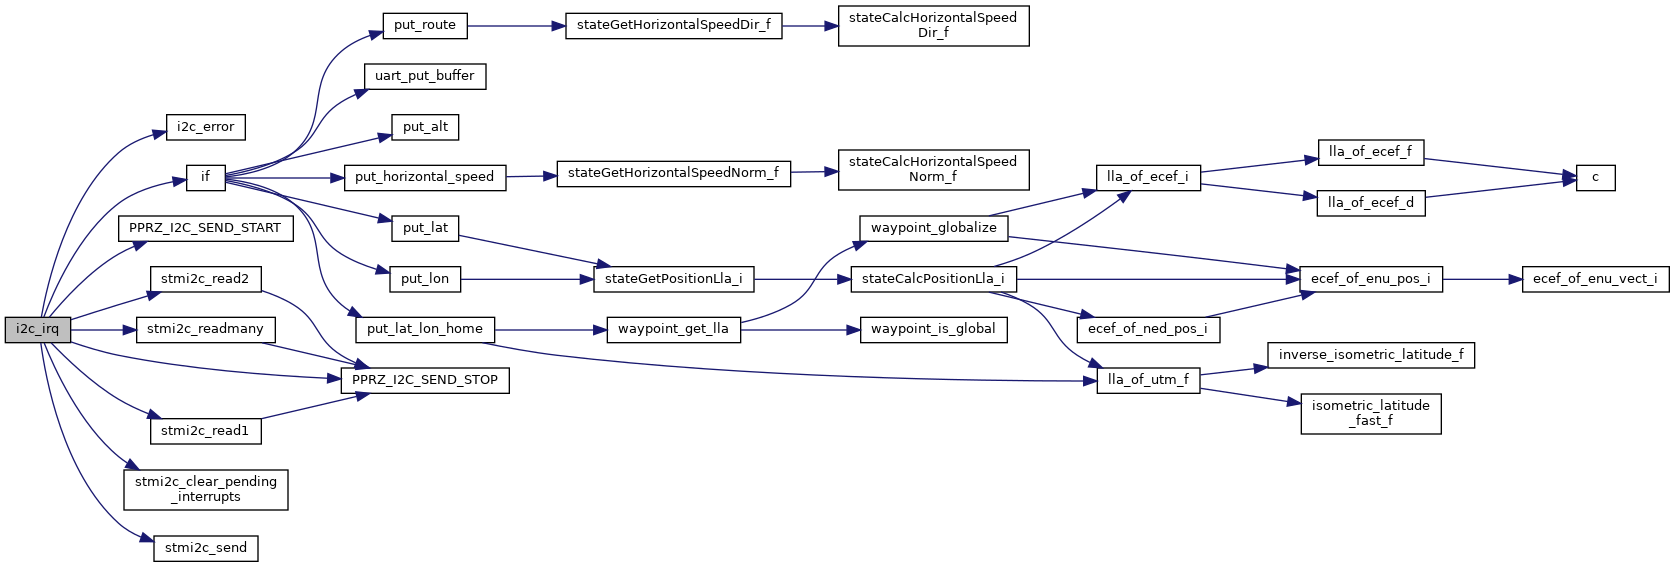 i2c_irq
i2c_error
if
PPRZ_I2C_SEND_START
stmi2c_read2
stmi2c_readmany
PPRZ_I2C_SEND_STOP
stmi2c_read1
stmi2c_clear_pending
_interrupts
stmi2c_send
put_route
uart_put_buffer
put_alt
put_horizontal_speed
put_lat
put_lon
put_lat_lon_home
stateGetHorizontalSpeedDir_f
stateCalcHorizontalSpeed
Dir_f
stateGetHorizontalSpeedNorm_f
stateCalcHorizontalSpeed
Norm_f
stateGetPositionLla_i
stateCalcPositionLla_i
waypoint_get_lla
waypoint_globalize
waypoint_is_global
lla_of_ecef_i
lla_of_ecef_f
lla_of_ecef_d
c
ecef_of_enu_pos_i
ecef_of_enu_vect_i
ecef_of_ned_pos_i
lla_of_utm_f
inverse_isometric_latitude_f
isometric_latitude
_fast_f